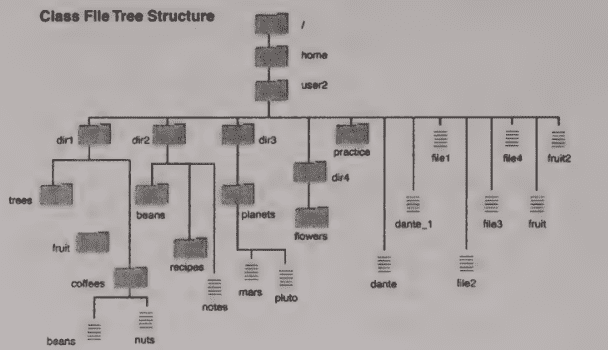 Class File Tree Structure
/
home
user2
dir1
dir2
dir3
dir4
practice
file1
file4
fruit2
trees
beans
planets
flowers
dante_1
file3
fruit
fruit
coffees
recipes
notes
mars
pluto
dante
file2
beans
nuts